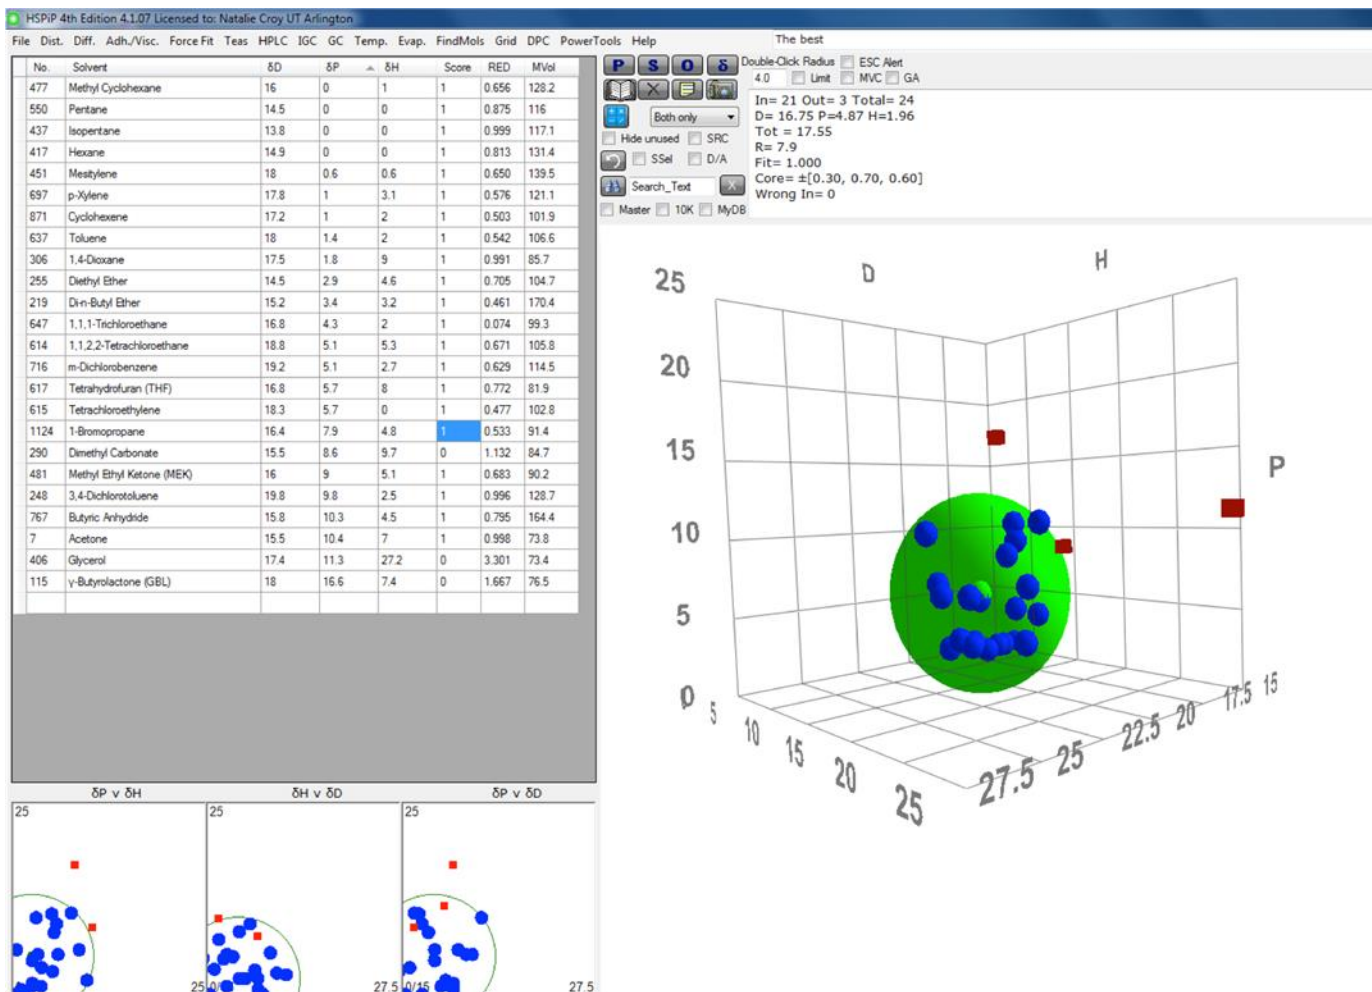 HSPiP 4th Edition 4.1.07 Licensed to: Natalie Croy UT Arlington
File Dist. Diff. Adh./Visc. Force Fit Teas HPLC IGC GC Temp. Evap. FindMols Grid DPC PowerTools Help The best
No. Solvent δD δP δH Score RED MVol
477 Methyl Cyclohexane 16 0 1 1 0.656 128.2
550 Pentane 14.5 0 0 1 0.875 116
437 Isopentane 13.8 0 0 1 0.999 117.1
417 Hexane 14.9 0 0 1 0.813 131.4
451 Mesitylene 18 0.6 0.6 1 0.650 139.5
697 p-Xylene 17.8 1 3.1 1 0.576 121.1
871 Cyclohexene 17.2 1 2 1 0.503 101.9
637 Toluene 18 1.4 2 1 0.542 106.6
306 1,4-Dioxane 17.5 1.8 9 1 0.991 85.7
255 Diethyl Ether 14.5 2.9 4.6 1 0.705 104.7
219 Di-n-Butyl Ether 15.2 3.4 3.2 1 0.461 170.4
647 1,1,1-Trichloroethane 16.8 4.3 2 1 0.074 99.3
614 1,1,2,2-Tetrachloroethane 18.8 5.1 5.3 1 0.671 105.8
716 m-Dichlorobenzene 19.2 5.1 2.7 1 0.629 114.5
617 Tetrahydrofuran (THF) 16.8 5.7 8 1 0.772 81.9
615 Tetrachloroethylene 18.3 5.7 0 1 0.477 102.8
1124 1-Bromopropane 16.4 7.9 4.8 1 0.533 91.4
290 Dimethyl Carbonate 15.5 8.6 9.7 0 1.132 84.7
481 Methyl Ethyl Ketone (MEK) 16 9 5.1 1 0.683 90.2
248 3,4-Dichlorotoluene 19.8 9.8 2.5 1 0.996 128.7
767 Butyric Anhydride 15.8 10.3 4.5 1 0.795 164.4
7 Acetone 15.5 10.4 7 1 0.998 73.8
406 Glycerol 17.4 11.3 27.2 0 3.301 73.4
115 γ-Butyrolactone (GBL) 18 16.6 7.4 0 1.667 76.5
P S O δ
Double-Click Radius ESC Alert
4.0 Limit MVC GA
Both only
Hide unused SRC
SSel D/A
Search_Text X
Master 10K MyDB
In= 21 Out= 3 Total= 24
D= 16.75 P=4.87 H=1.96
Tot = 17.55
R= 7.9
Fit= 1.000
Core= ±[0.30, 0.70, 0.60]
Wrong In= 0
D H
25
20
15 P
10
5
0
5 10 15 20 25
27.5 25 22.5 20 17.5 15
δP v δH δH v δD δP v δD
25 25 25
25 0/ 27.5 0/15 27.5